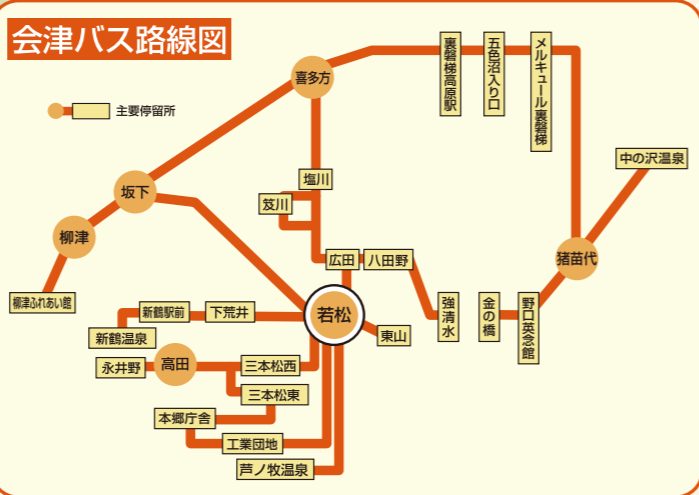 会津バス路線図
主要停留所
喜多方
裏磐梯高原駅
五色沼入り口
メルキュール裏磐梯
中の沢温泉
塩川
笈川
坂下
柳津
柳津ふれあい館
広田
八田野
猪苗代
強清水
金の橋
野口英念館
新鶴駅前
下荒井
若松
東山
新鶴温泉
永井野
高田
三本松西
三本松東
本郷庁舎
工業団地
芦ノ牧温泉